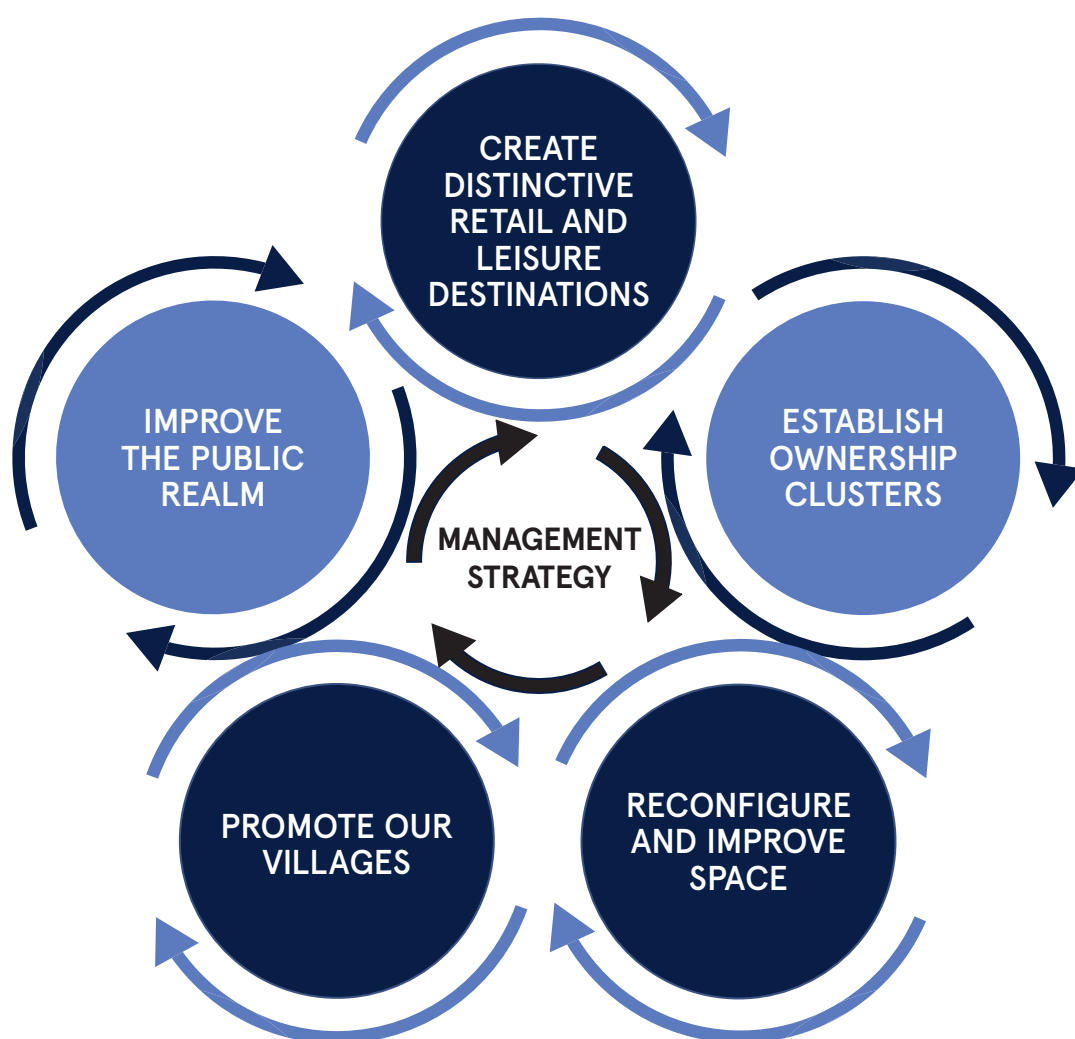 CREATE
DISTINCTIVE
RETAIL AND
LEISURE
DESTINATIONS
IMPROVE
THE PUBLIC
REALM
ESTABLISH
OWNERSHIP
CLUSTERS
MANAGEMENT
STRATEGY
PROMOTE OUR
VILLAGES
RECONFIGURE
AND IMPROVE
SPACE